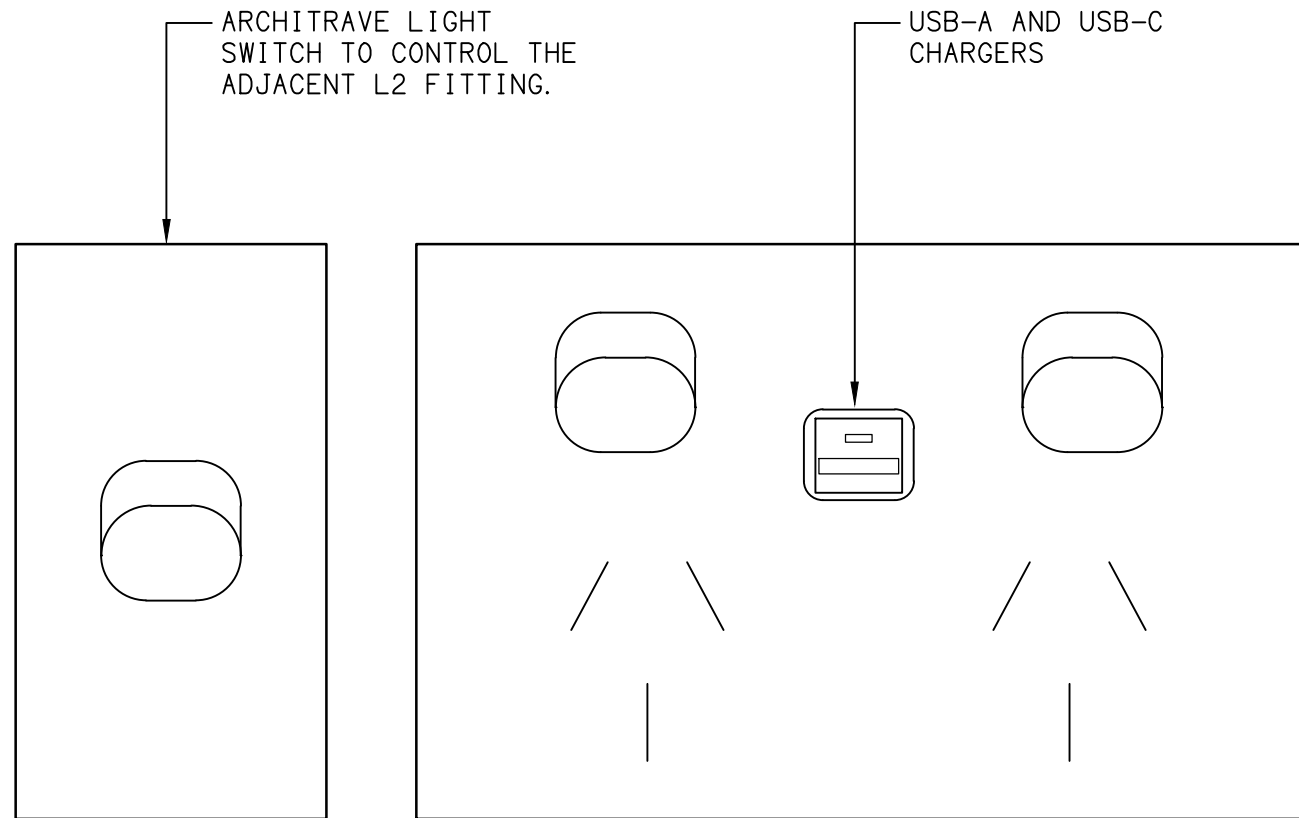 ARCHITRAVE LIGHT
SWITCH TO CONTROL THE
ADJACENT L2 FITTING.
USB-A AND USB-C
CHARGERS